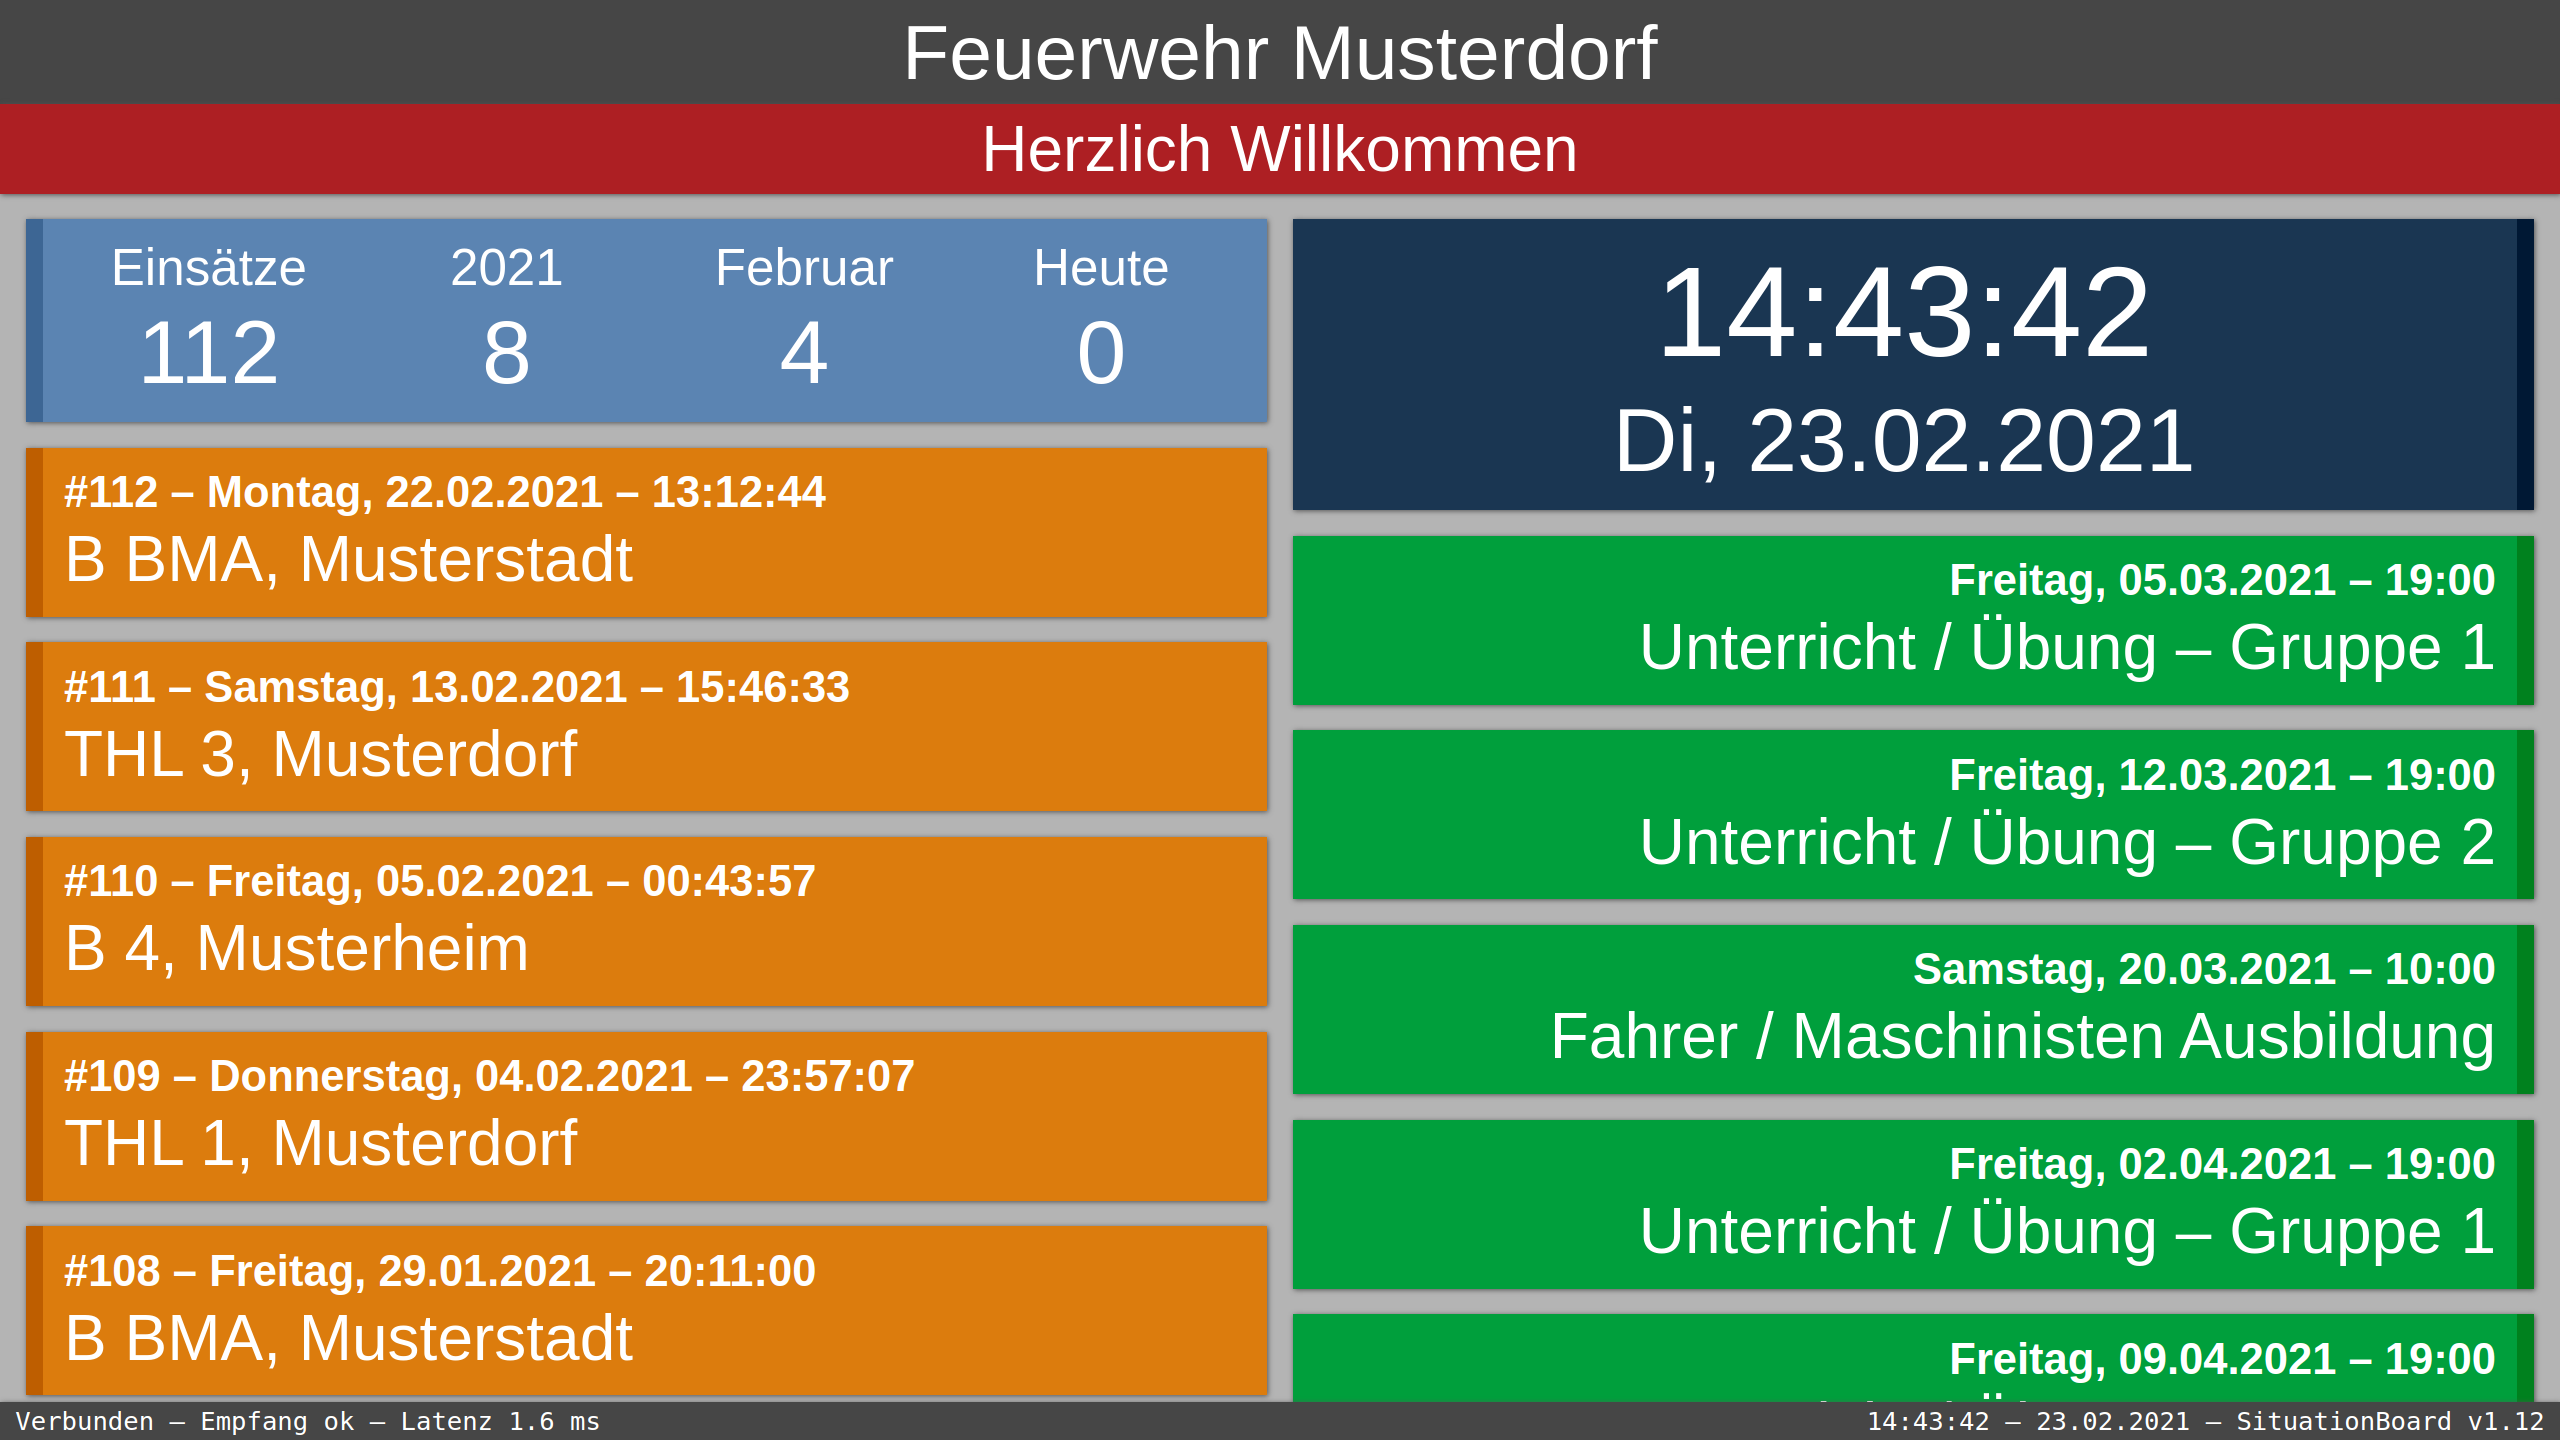 Feuerwehr Musterdorf
Herzlich Willkommen
Einsätze 2021 Februar Heute
112 8 4 0
#112 – Montag, 22.02.2021 – 13:12:44
B BMA, Musterstadt
#111 – Samstag, 13.02.2021 – 15:46:33
THL 3, Musterdorf
#110 – Freitag, 05.02.2021 – 00:43:57
B 4, Musterheim
#109 – Donnerstag, 04.02.2021 – 23:57:07
THL 1, Musterdorf
#108 – Freitag, 29.01.2021 – 20:11:00
B BMA, Musterstadt
14:43:42
Di, 23.02.2021
Freitag, 05.03.2021 – 19:00
Unterricht / Übung – Gruppe 1
Freitag, 12.03.2021 – 19:00
Unterricht / Übung – Gruppe 2
Samstag, 20.03.2021 – 10:00
Fahrer / Maschinisten Ausbildung
Freitag, 02.04.2021 – 19:00
Unterricht / Übung – Gruppe 1
Freitag, 09.04.2021 – 19:00
Verbunden – Empfang ok – Latenz 1.6 ms
14:43:42 – 23.02.2021 – SituationBoard v1.12